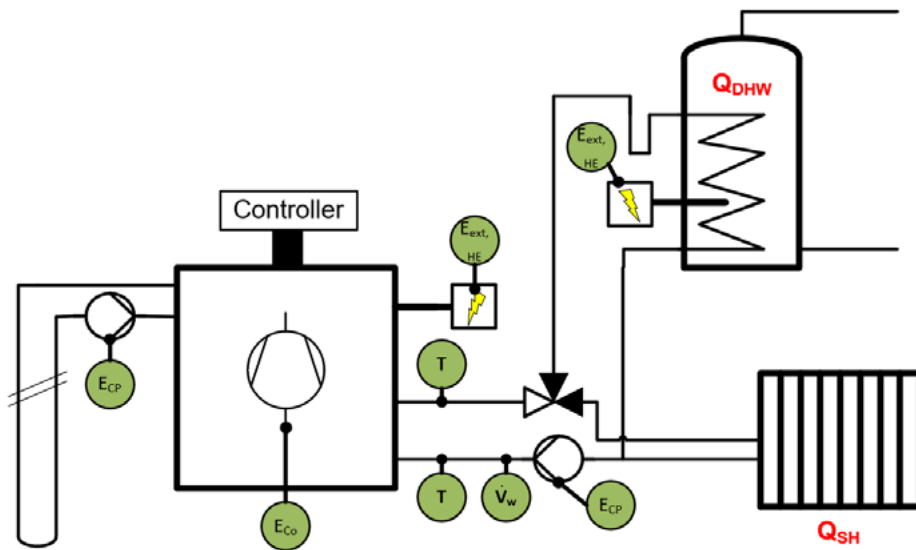 Q_DHW
E_ext,
HE
Controller
E_ext,
HE
E_CP
T
T
V̇_w
E_CP
E_Co
Q_SH